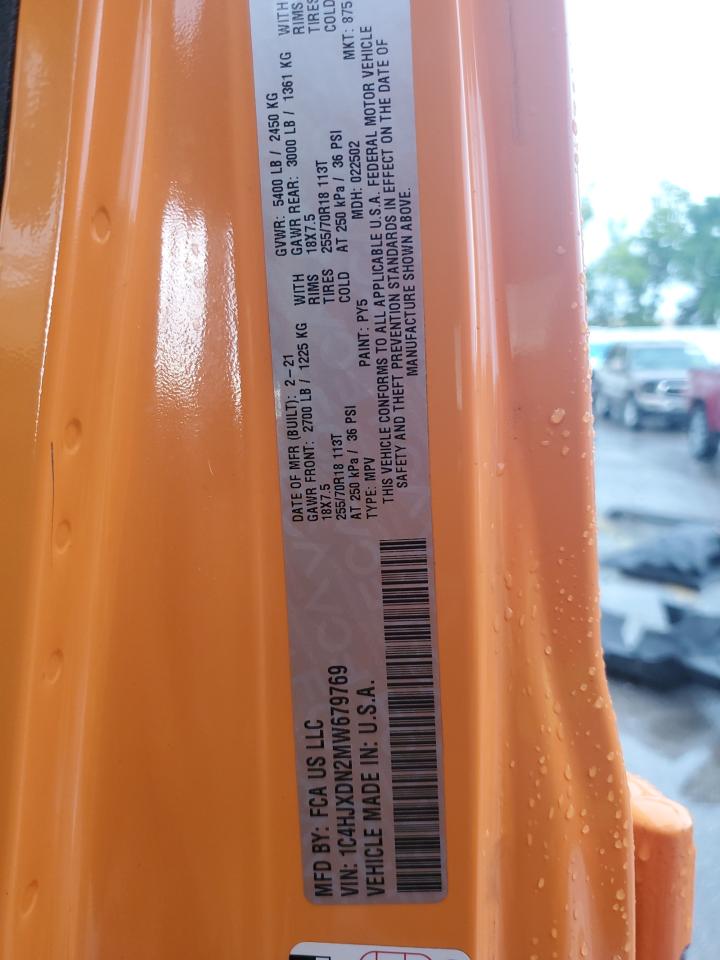 MFD BY: FCA US LLC
VIN: 1C4HJXDN2MW679769
VEHICLE MADE IN: U.S.A.
DATE OF MFR (BUILT): 2-21 GVWR: 5400 LB / 2450 KG
GAWR FRONT: 2700 LB / 1225 KG WITH GAWR REAR: 3000 LB / 1361 KG WITH
18X7.5 RIMS 18X7.5 RIMS
255/70R18 113T TIRES 255/70R18 113T TIRES
AT 250 kPa / 36 PSI COLD AT 250 kPa / 36 PSI COLD
TYPE: MPV PAINT: PY5 MDH: 022502 MKT: 875
THIS VEHICLE CONFORMS TO ALL APPLICABLE U.S.A. FEDERAL MOTOR VEHICLE
SAFETY AND THEFT PREVENTION STANDARDS IN EFFECT ON THE DATE OF
MANUFACTURE SHOWN ABOVE.